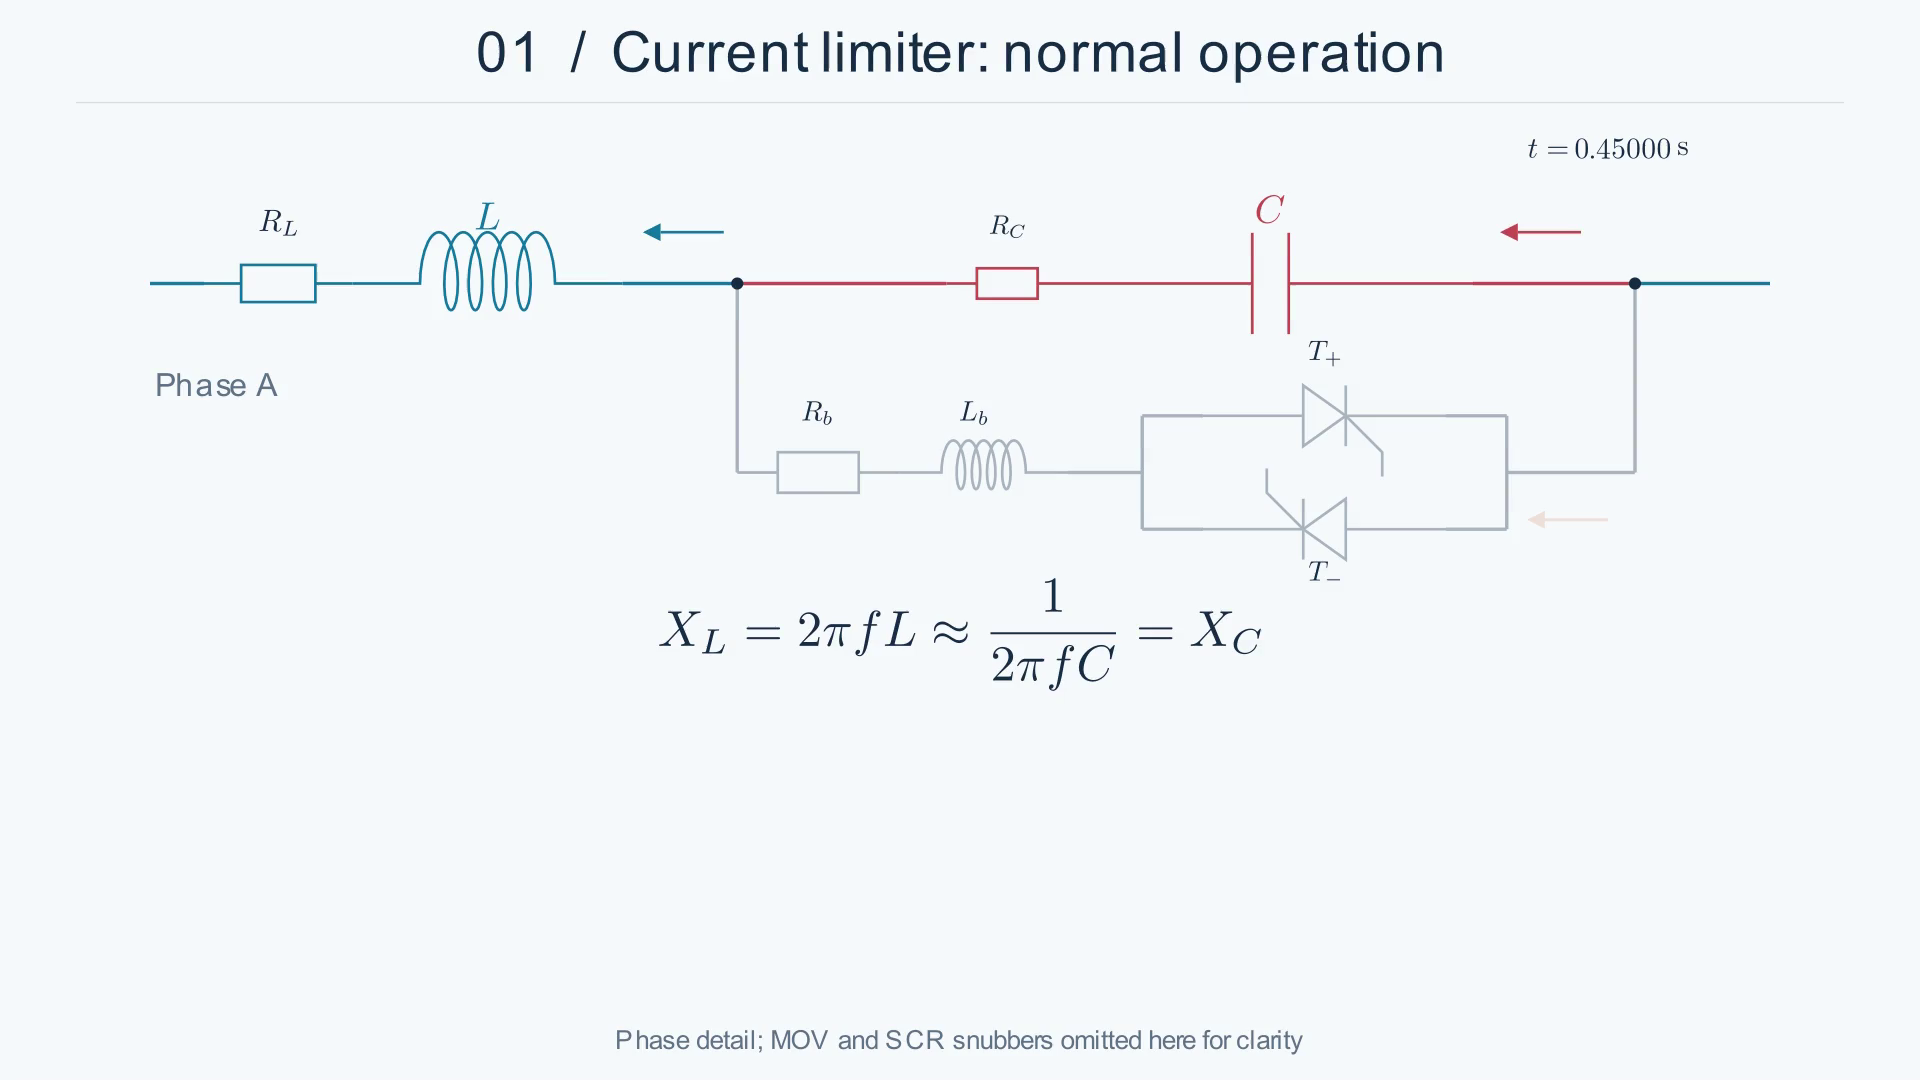 01 / Current limiter: normal operation
t = 0.45000 s
R_L
L
R_C
C
T_+
Phase A
R_b
L_b
T_−
X_L = 2πfL ≈ 1/(2πfC) = X_C
Phase detail; MOV and SCR snubbers omitted here for clarity